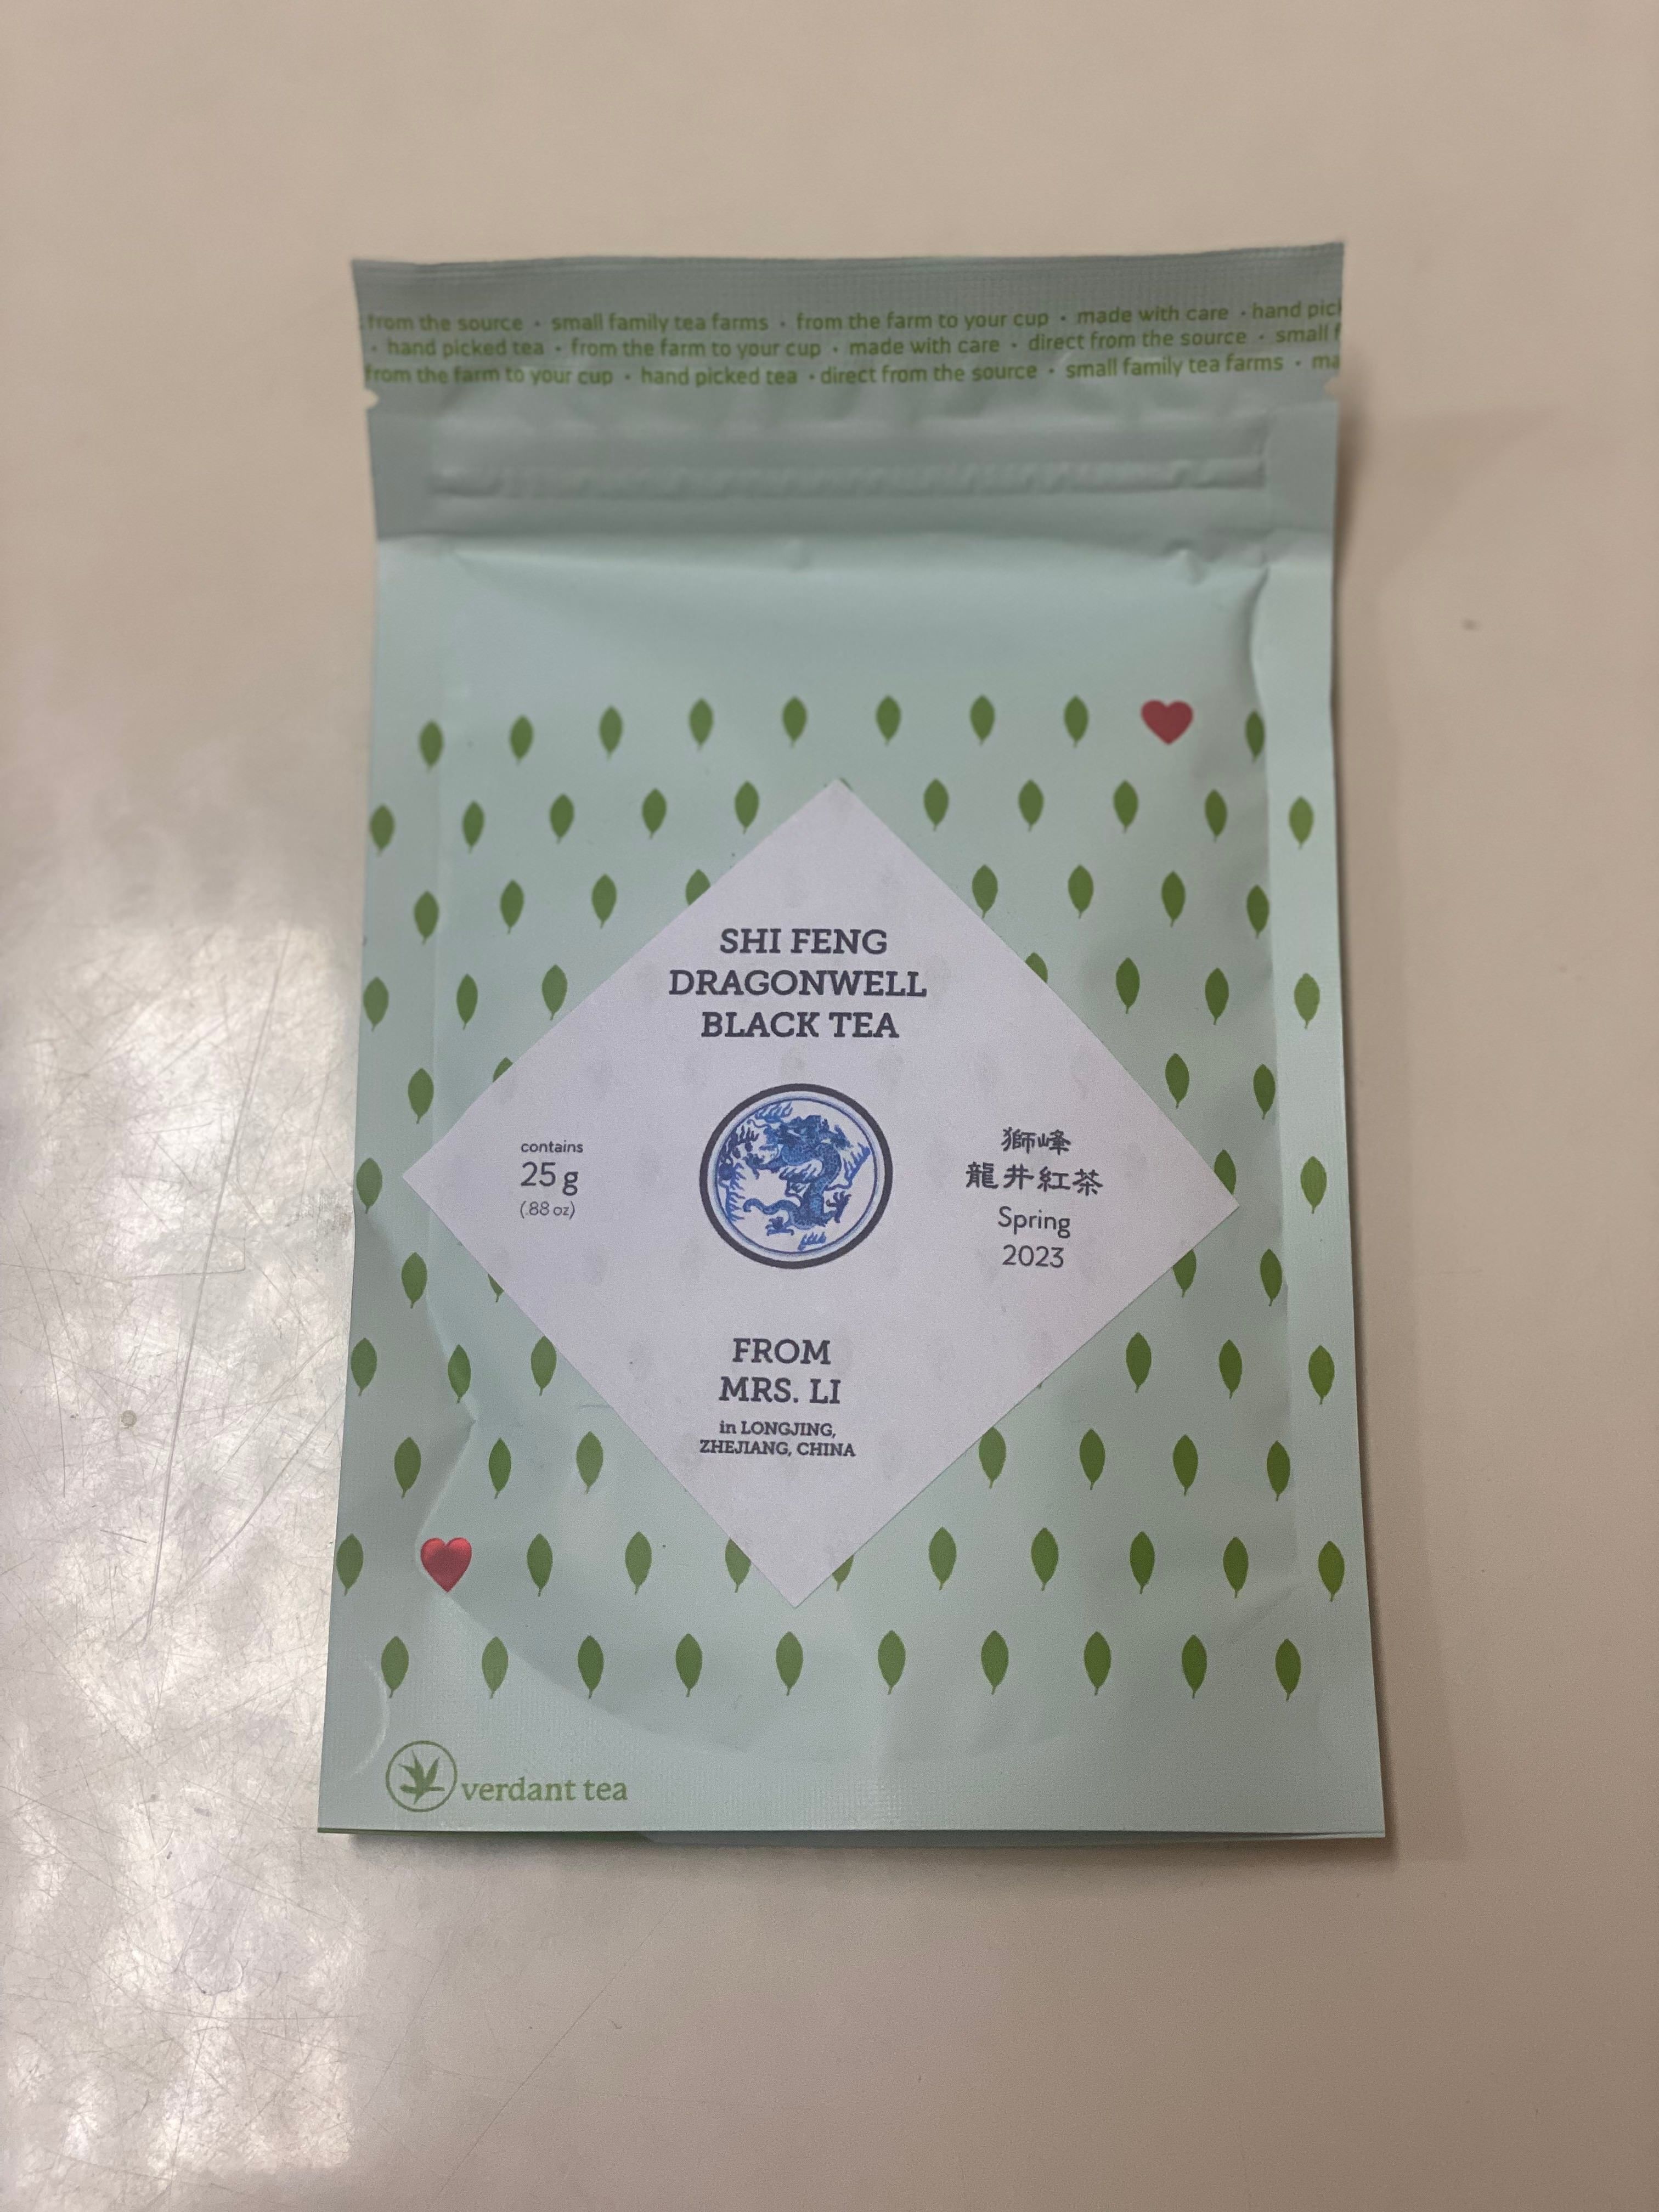 from the source • small family tea farms • from the farm to your cup • made with care • hand pick
• hand picked tea • from the farm to your cup • made with care • direct from the source • small f
from the farm to your cup • hand picked tea • direct from the source • small family tea farms • ma
SHI FENG
DRAGONWELL
BLACK TEA
contains
25 g
(.88 oz)
獅峰
龍井紅茶
Spring
2023
FROM
MRS. LI
in LONGJING,
ZHEJIANG, CHINA
verdant tea